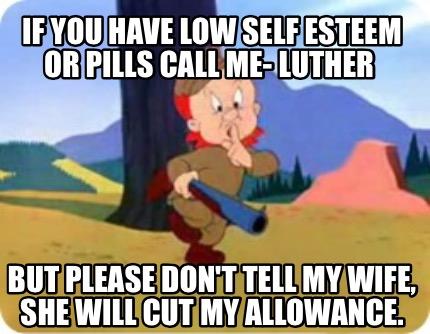 IF YOU HAVE LOW SELF ESTEEM
OR PILLS CALL ME- LUTHER
BUT PLEASE DON'T TELL MY WIFE,
SHE WILL CUT MY ALLOWANCE.